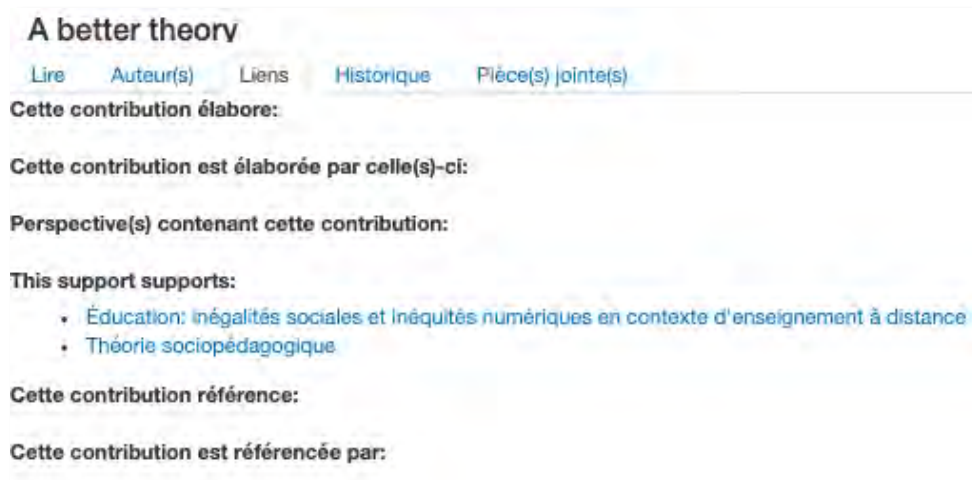 A better theory
Lire Auteur(s) Liens Historique Pièce(s) jointe(s)
Cette contribution élabore:
Cette contribution est élaborée par celle(s)-ci:
Perspective(s) contenant cette contribution:
This support supports:
• Éducation: inégalités sociales et inéquités numériques en contexte d'enseignement à distance
• Théorie sociopédagogique
Cette contribution référence:
Cette contribution est référencée par: